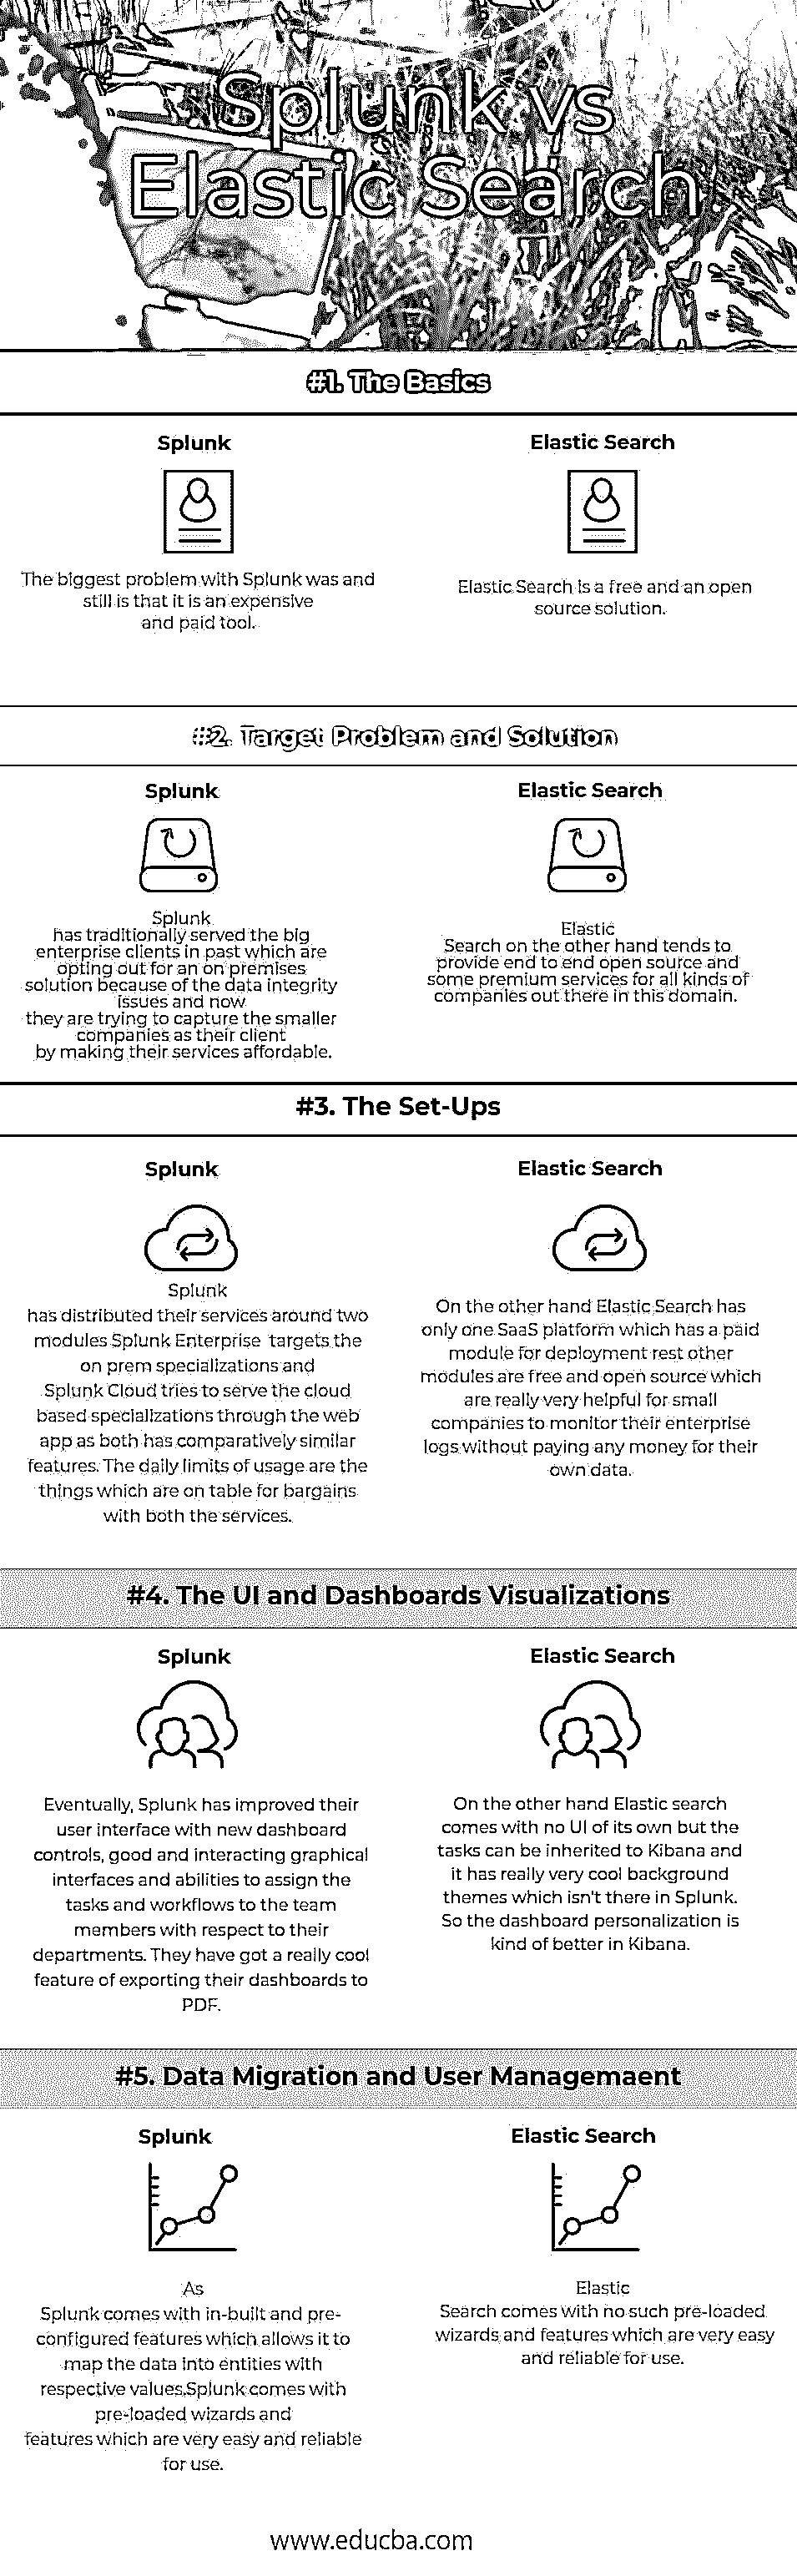 Splunk vs
Elastic Search
#1. The Basics
Splunk
The biggest problem with Splunk was and
still is that it is an expensive
and paid tool.
Elastic Search
Elastic Search is a free and an open
source solution.
#2. Target Problem and Solution
Splunk
Splunk
has traditionally served the big
enterprise clients in past which are
opting out for an on premises
solution because of the data integrity
issues and now
they are trying to capture the smaller
companies as their client
by making their services affordable.
Elastic Search
Elastic
Search on the other hand tends to
provide end to end open source and
some premium services for all kinds of
companies out there in this domain.
#3. The Set-Ups
Splunk
Splunk
has distributed their services around two
modules Splunk Enterprise targets the
on prem specializations and
Splunk Cloud tries to serve the cloud
based specializations through the web
app as both has comparatively similar
features. The daily limits of usage are the
things which are on table for bargains
with both the services.
Elastic Search
On the other hand Elastic Search has
only one SaaS platform which has a paid
module for deployment rest other
modules are free and open source which
are really very helpful for small
companies to monitor their enterprise
logs without paying any money for their
own data.
#4. The UI and Dashboards Visualizations
Splunk
Eventually, Splunk has improved their
user interface with new dashboard
controls, good and interacting graphical
interfaces and abilities to assign the
tasks and workflows to the team
members with respect to their
departments. They have got a really cool
feature of exporting their dashboards to
PDF.
Elastic Search
On the other hand Elastic search
comes with no UI of its own but the
tasks can be inherited to Kibana and
it has really very cool background
themes which isn't there in Splunk.
So the dashboard personalization is
kind of better in Kibana.
#5. Data Migration and User Managemaent
Splunk
As
Splunk comes with in-built and pre-
configured features which allows it to
map the data into entities with
respective values,Splunk comes with
pre-loaded wizards and
features which are very easy and reliable
for use.
Elastic Search
Elastic
Search comes with no such pre-loaded
wizards and features which are very easy
and reliable for use.
www.educba.com